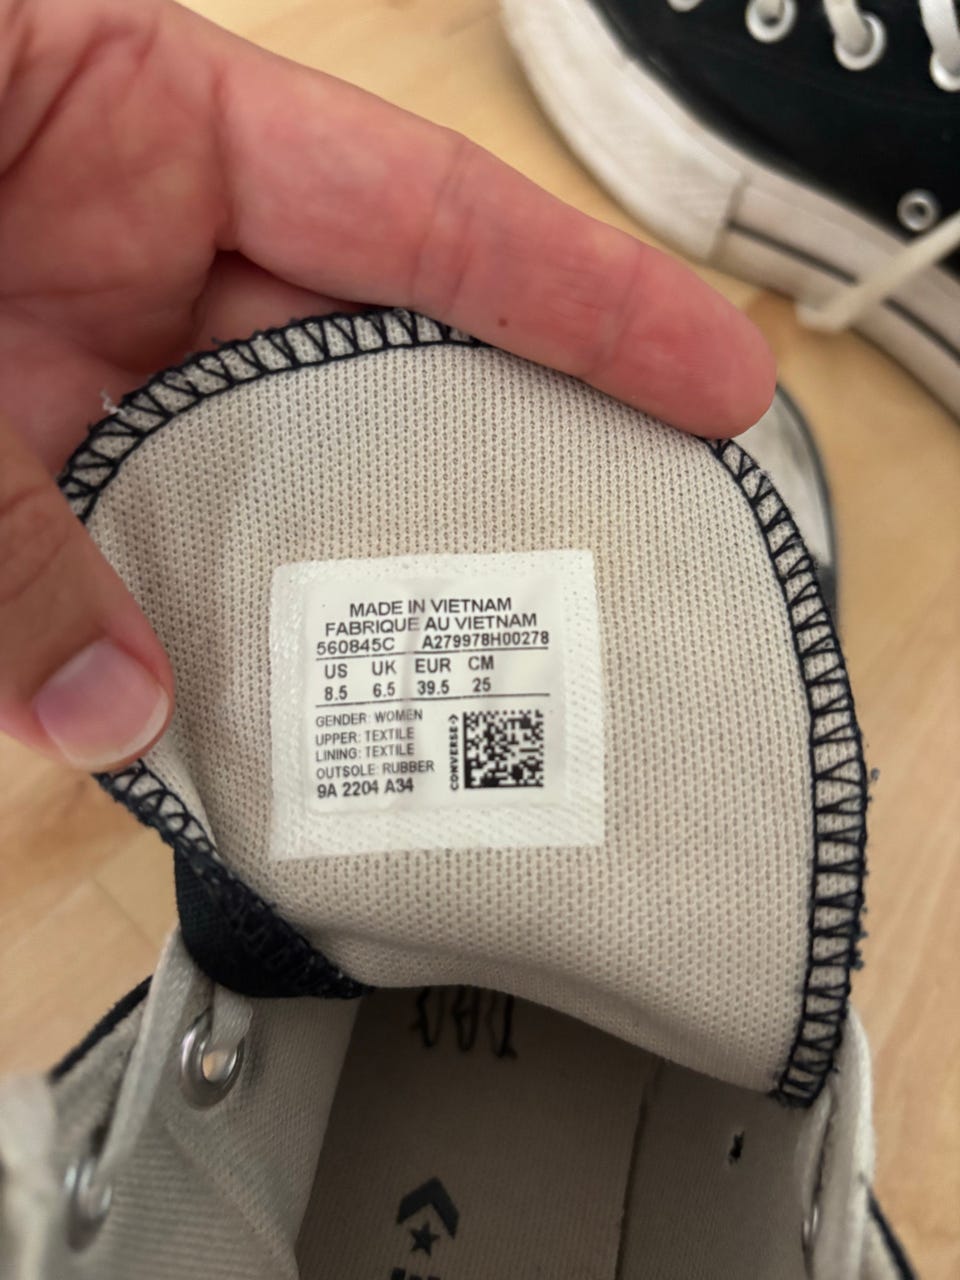 MADE IN VIETNAM
FABRIQUE AU VIETNAM
560845C A279978H00278
US UK EUR CM
8.5 6.5 39.5 25
GENDER: WOMEN
UPPER: TEXTILE
LINING: TEXTILE
OUTSOLE: RUBBER
9A 2204 A34
CONVERSE